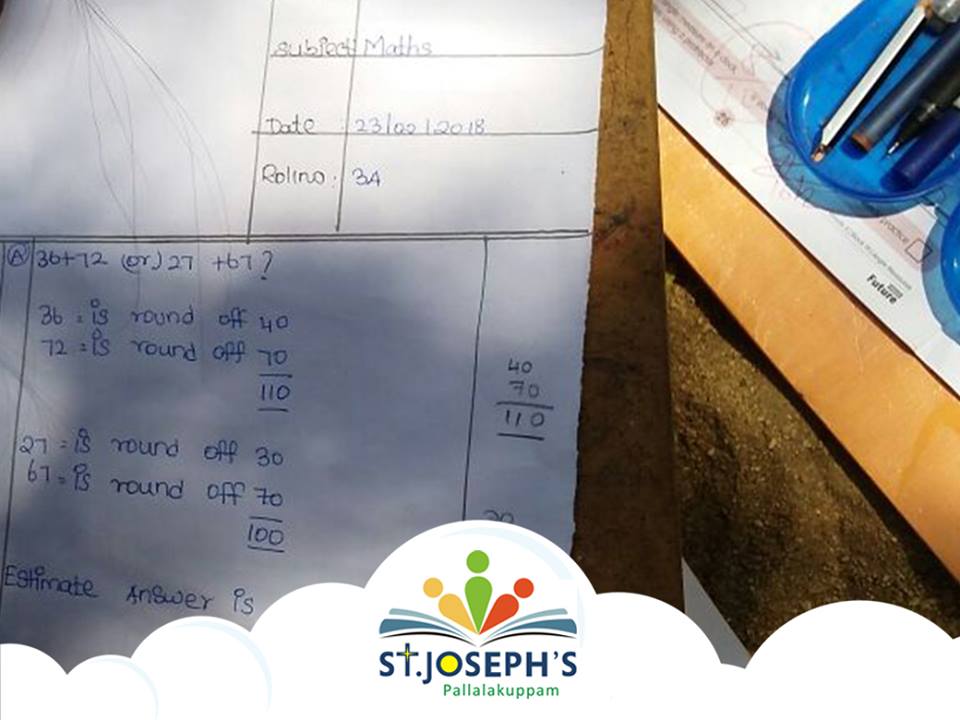 Subject Maths
Date : 23/02/2018
Rollno : 3A
A 36+72 (or) 27 +67?
36 = is round off 40
72 = is round off 70
110
40
70
110
27 = is round off 30
67 = is round off 70
100
Estimate Answer is
practice
Future
ST.JOSEPH'S
Pallalakuppam